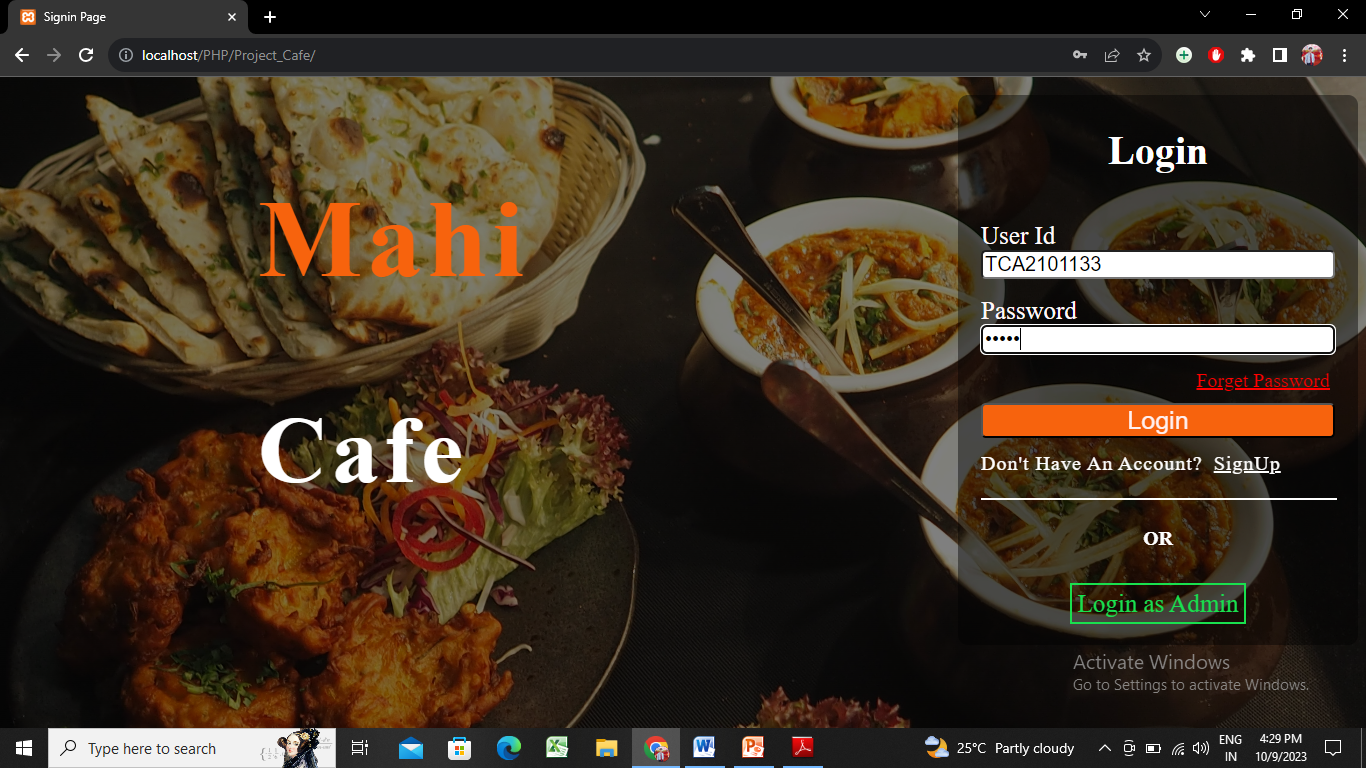 Signin Page
localhost/PHP/Project_Cafe/
Mahi
Cafe
Login
User Id
TCA2101133
Password
•••••
Forget Password
Login
Don't Have An Account? SignUp
OR
Login as Admin
Activate Windows
Go to Settings to activate Windows.
Type here to search
25°C Partly cloudy
ENG
IN
4:29 PM
10/9/2023